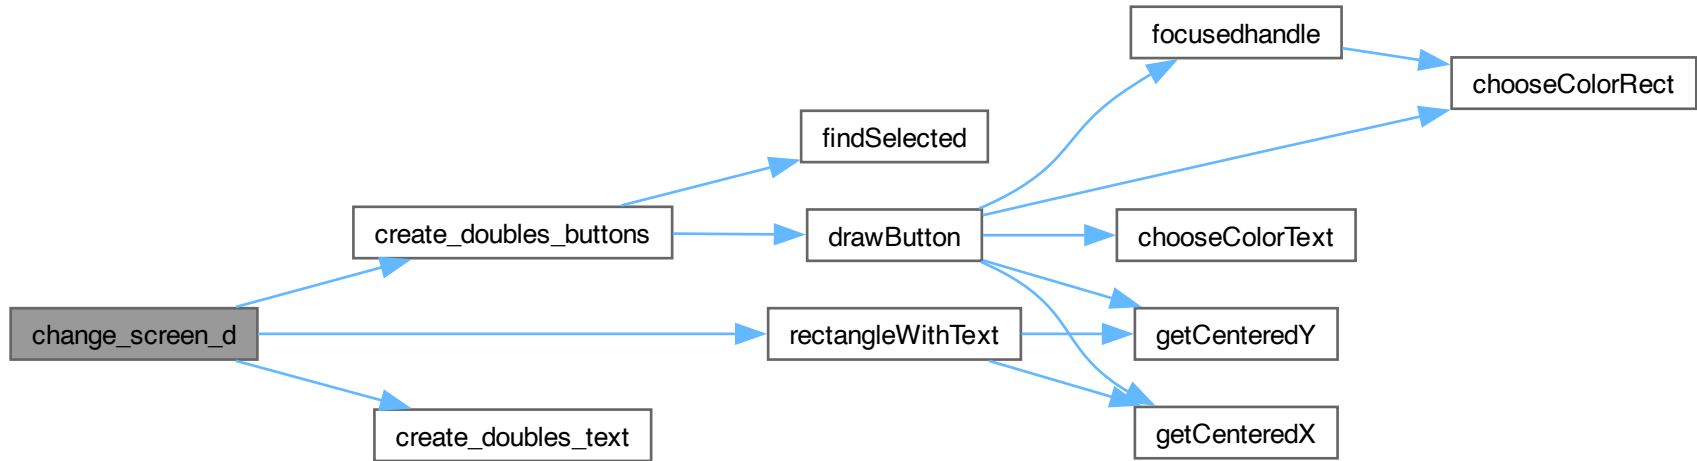 focusedhandle
chooseColorRect
findSelected
create_doubles_buttons
drawButton
chooseColorText
change_screen_d
rectangleWithText
getCenteredY
create_doubles_text
getCenteredX